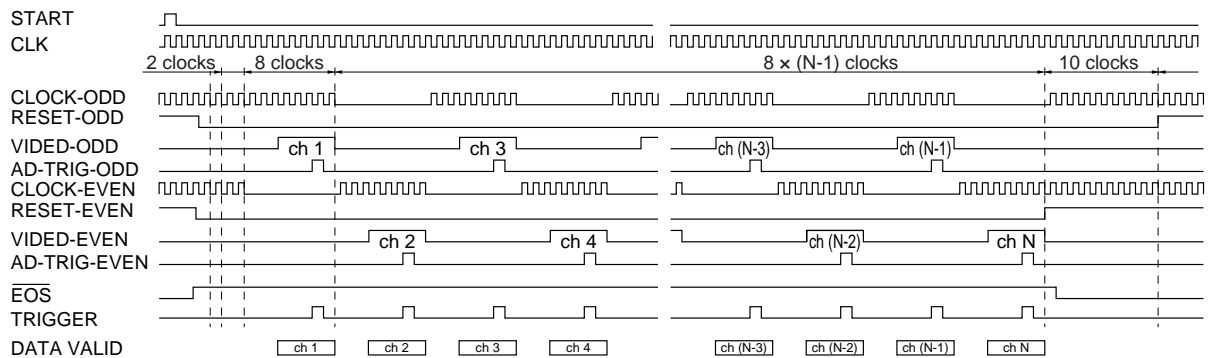 START
CLK
2 clocks 8 clocks 8 × (N-1) clocks 10 clocks
CLOCK-ODD
RESET-ODD
VIDED-ODD ch 1 ch 3 ch (N-3) ch (N-1)
AD-TRIG-ODD
CLOCK-EVEN
RESET-EVEN
VIDED-EVEN ch 2 ch 4 ch (N-2) ch N
AD-TRIG-EVEN
EOS
TRIGGER
DATA VALID ch 1 ch 2 ch 3 ch 4 ch (N-3) ch (N-2) ch (N-1) ch N